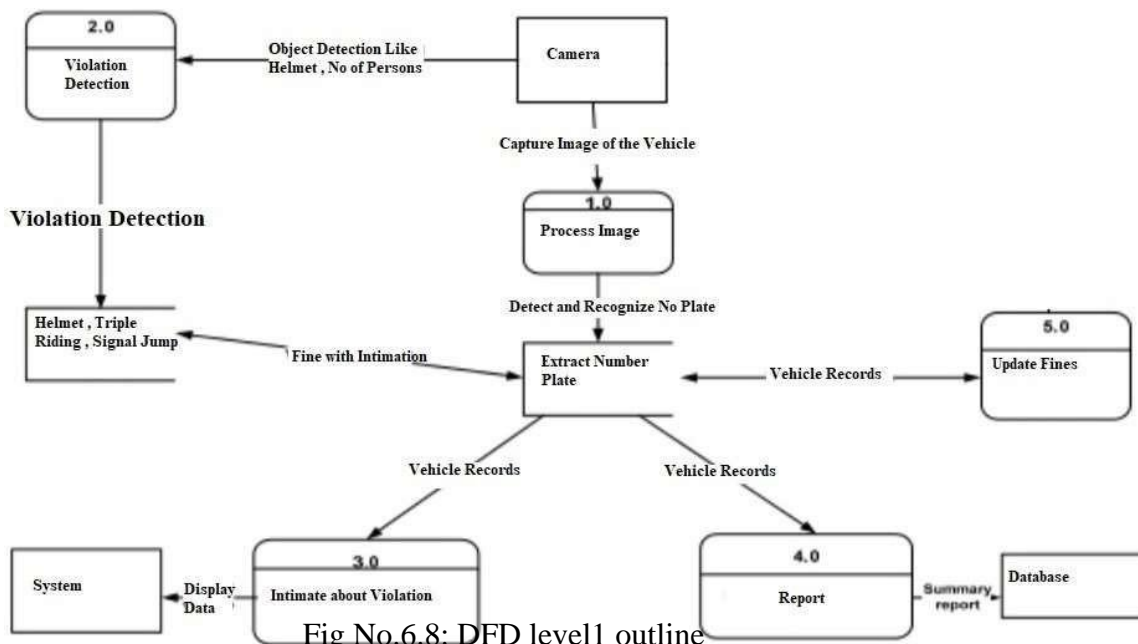 2.0
Violation
Detection
Object Detection Like
Helmet , No of Persons
Camera
Capture Image of the Vehicle
1.0
Process Image
Violation Detection
Detect and Recognize No Plate
Helmet , Triple
Riding , Signal Jump
Fine with Intimation
Extract Number
Plate
Vehicle Records
5.0
Update Fines
Vehicle Records
Vehicle Records
System
Display
Data
3.0
Intimate about Violation
4.0
Report
Summary
report
Database
Fig No.6.8: DFD level1 outline